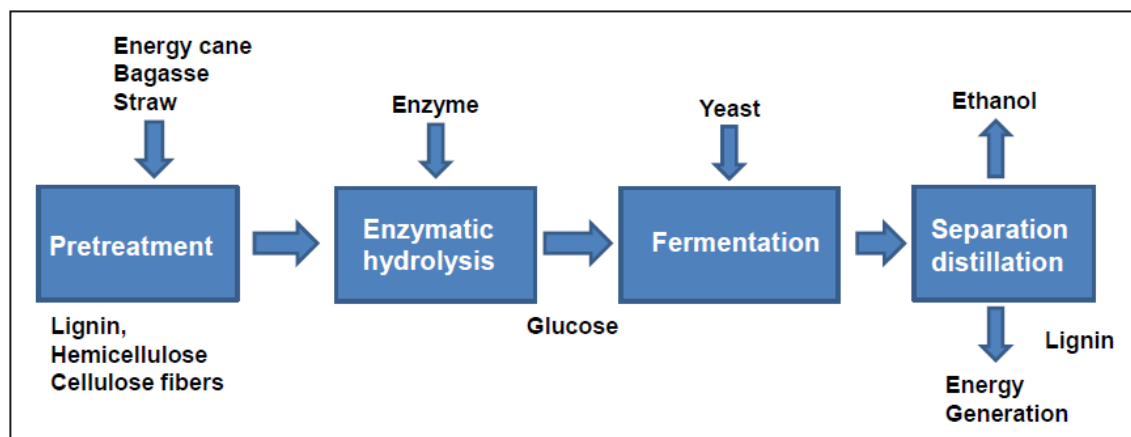 Energy cane
Bagasse
Straw
Enzyme
Yeast
Ethanol
Pretreatment
Enzymatic
hydrolysis
Fermentation
Separation
distillation
Lignin,
Hemicellulose
Cellulose fibers
Glucose
Lignin
Energy
Generation